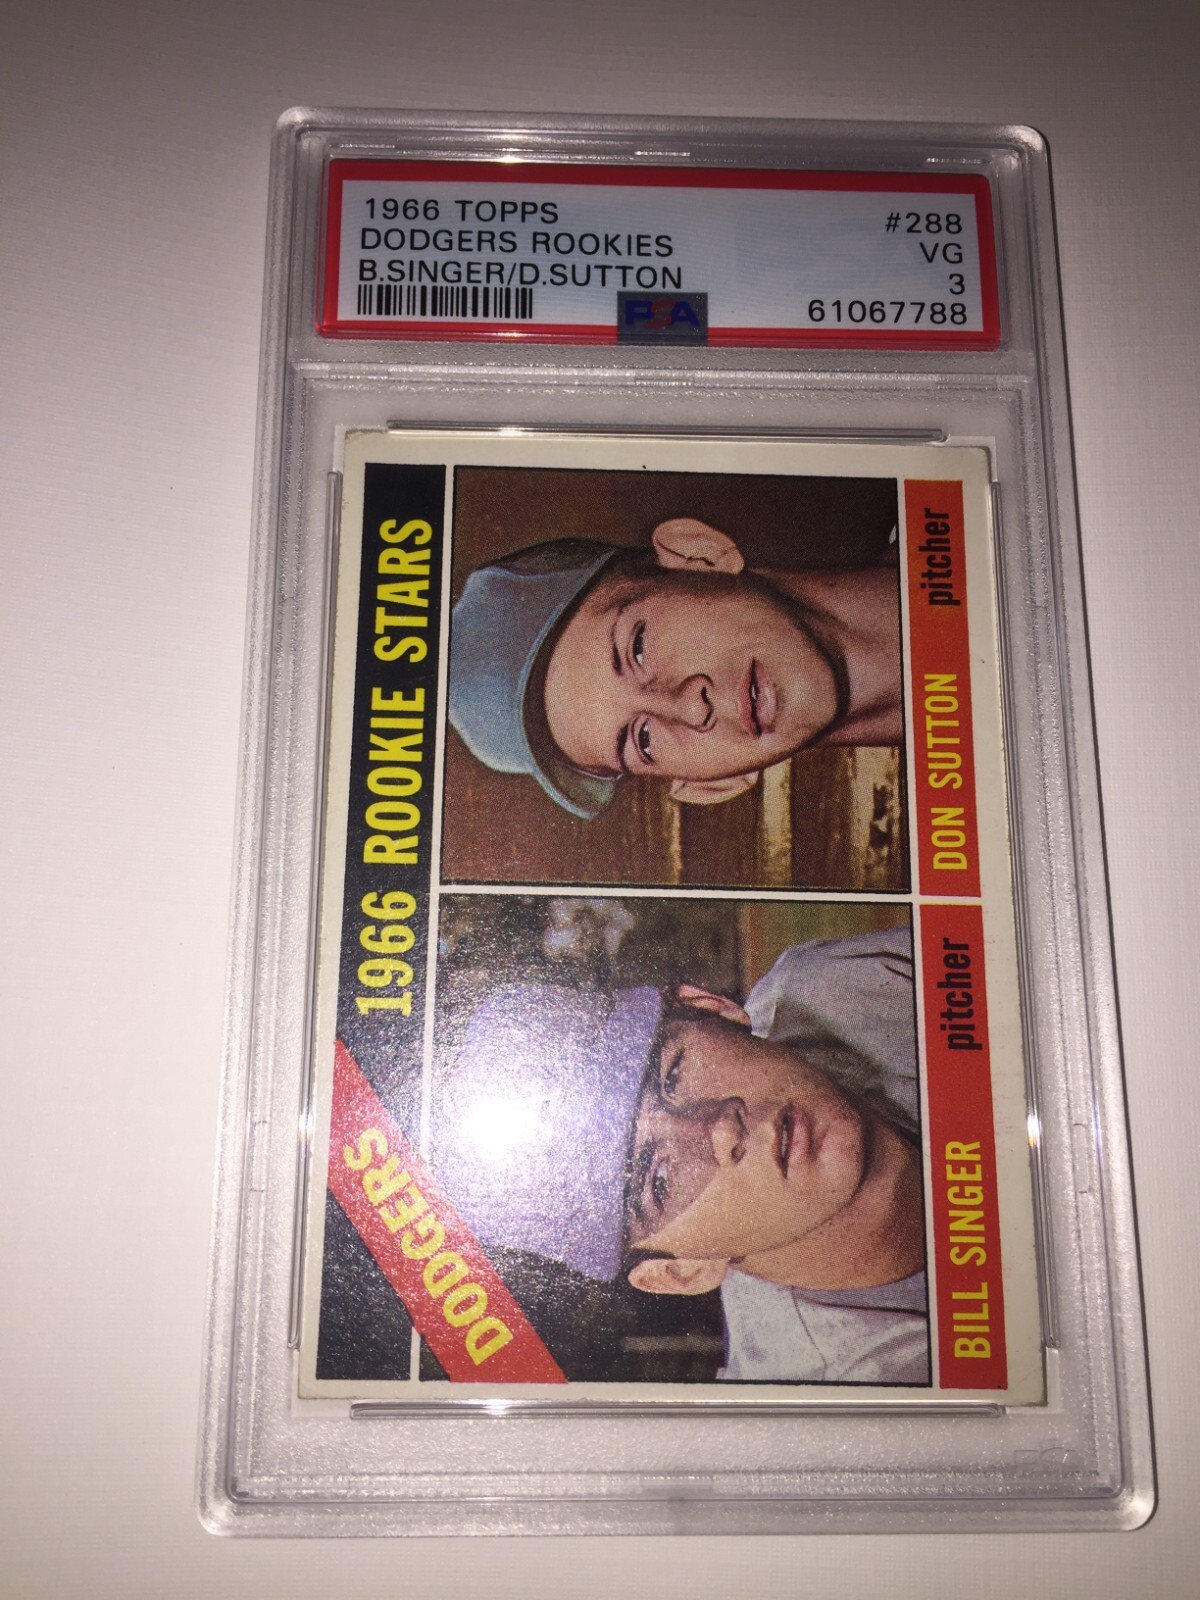 1966 TOPPS #288
DODGERS ROOKIES VG
B.SINGER/D.SUTTON 3
PSA 61067788
1966 ROOKIE STARS
DODGERS
BILL SINGER pitcher
DON SUTTON pitcher